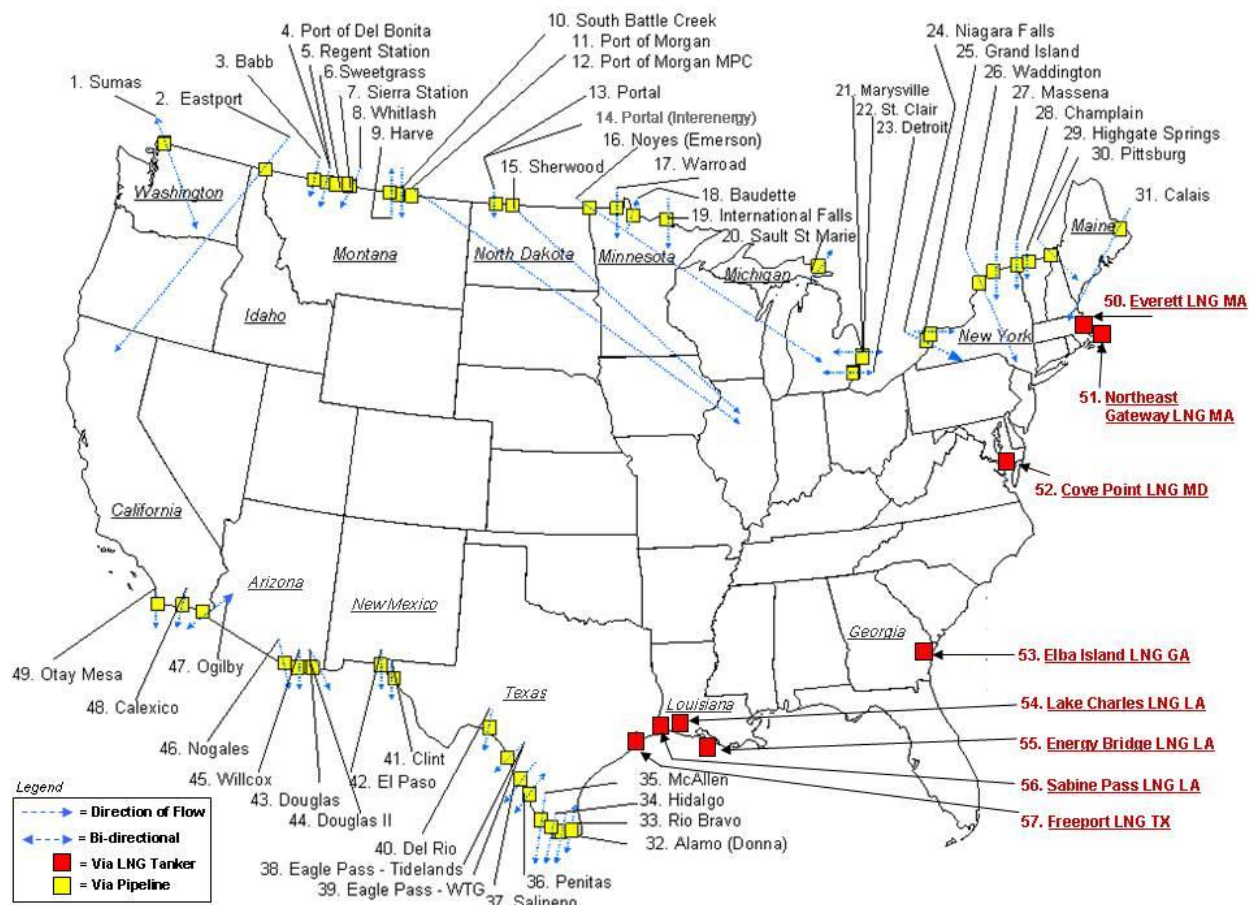 10. South Battle Creek
4. Port of Del Bonita
11. Port of Morgan
24. Niagara Falls
5. Regent Station
12. Port of Morgan MPC
25. Grand Island
3. Babb
6. Sweetgrass
26. Waddington
1. Sumas
7. Sierra Station
13. Portal
21. Marysville
27. Massena
2. Eastport
8. Whitlash
14. Portal (Interenergy)
22. St. Clair
28. Champlain
9. Harve
16. Noyes (Emerson)
23. Detroit
29. Highgate Springs
15. Sherwood
17. Warroad
30. Pittsburg
18. Baudette
31. Calais
Washington
19. International Falls
Maine
20. Sault St Marie
Montana
North Dakota
Minnesota
Michigan
50. Everett LNG MA
Idaho
New York
51. Northeast
Gateway LNG MA
52. Cove Point LNG MD
California
Arizona
New Mexico
Georgia
53. Elba Island LNG GA
49. Otay Mesa
47. Ogilby
Texas
Louisiana
54. Lake Charles LNG LA
48. Calexico
55. Energy Bridge LNG LA
46. Nogales
41. Clint
45. Willcox
42. El Paso
35. McAllen
56. Sabine Pass LNG LA
43. Douglas
34. Hidalgo
44. Douglas II
33. Rio Bravo
57. Freeport LNG TX
40. Del Rio
32. Alamo (Donna)
38. Eagle Pass - Tidelands
39. Eagle Pass - WTG
36. Penitas
37. Salineno
Legend
= Direction of Flow
= Bi-directional
= Via LNG Tanker
= Via Pipeline